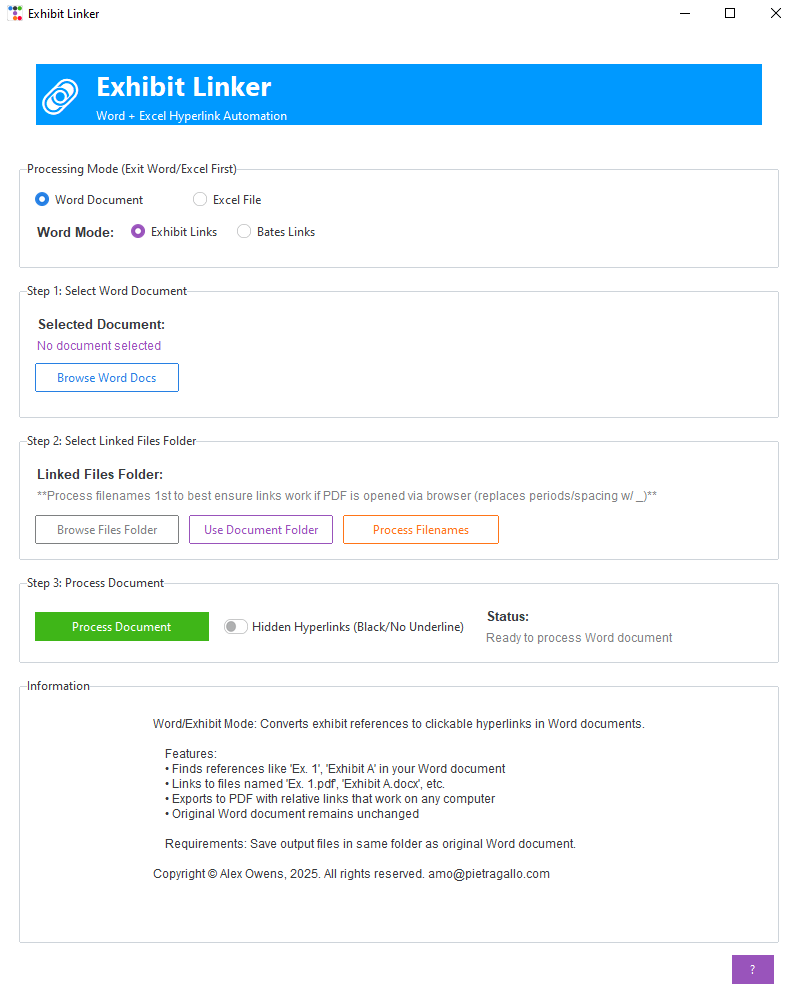 Exhibit Linker
Exhibit Linker
Word + Excel Hyperlink Automation
Processing Mode (Exit Word/Excel First)
Word Document Excel File
Word Mode: Exhibit Links Bates Links
Step 1: Select Word Document
Selected Document:
No document selected
Browse Word Docs
Step 2: Select Linked Files Folder
Linked Files Folder:
**Process filenames 1st to best ensure links work if PDF is opened via browser (replaces periods/spacing w/ _)**
Browse Files Folder Use Document Folder Process Filenames
Step 3: Process Document
Process Document Hidden Hyperlinks (Black/No Underline)
Status:
Ready to process Word document
Information
Word/Exhibit Mode: Converts exhibit references to clickable hyperlinks in Word documents.
Features:
• Finds references like 'Ex. 1', 'Exhibit A' in your Word document
• Links to files named 'Ex. 1.pdf', 'Exhibit A.docx', etc.
• Exports to PDF with relative links that work on any computer
• Original Word document remains unchanged
Requirements: Save output files in same folder as original Word document.
Copyright © Alex Owens, 2025. All rights reserved. amo@pietragallo.com
?